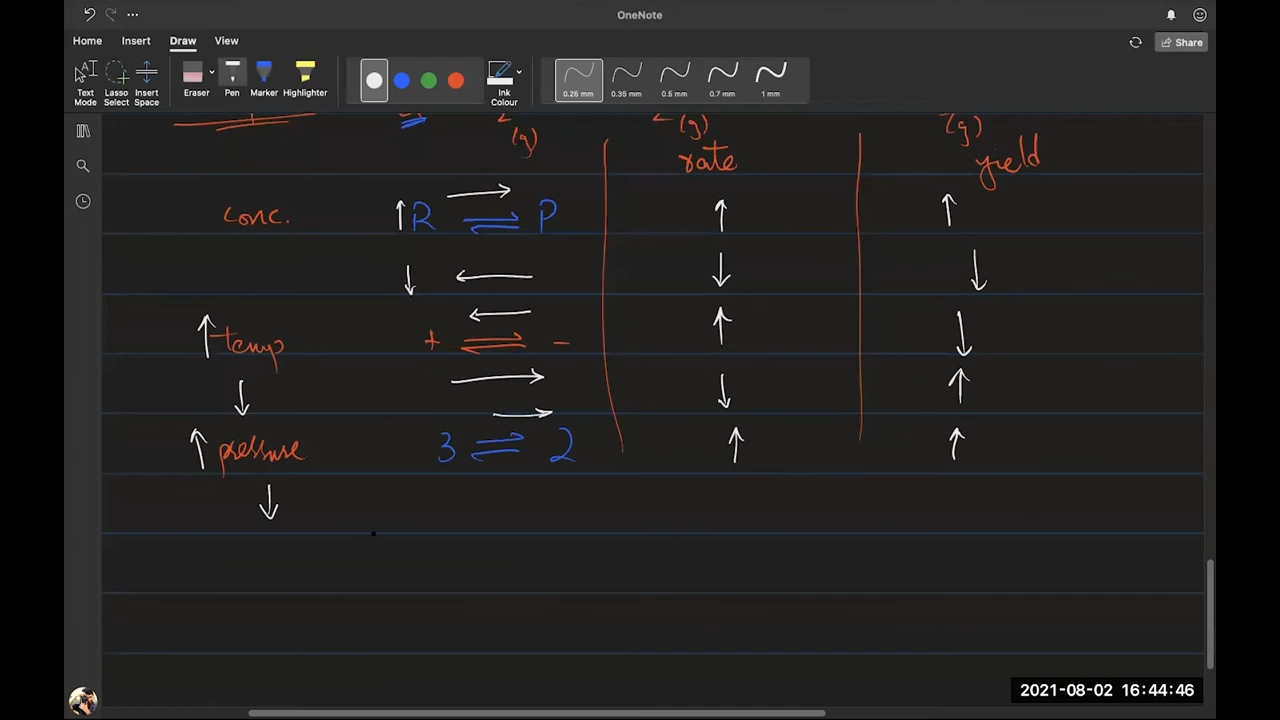 OneNote
Home Insert Draw View
Share
Text Mode Lasso Select Insert Space Eraser Pen Marker Highlighter Ink Colour 0.25 mm 0.35 mm 0.5 mm 0.7 mm 1 mm
(g) (g) (g)
rate yield
conc. ↑ R ⇌ P → ↑ ↑
↓ ← ↓ ↓
↑ temp + ⇌ - ← ↑ ↓
↓ → ↓ ↑
↑ pressure 3 ⇌ 2 → ↑ ↑
↓
2021-08-02 16:44:46